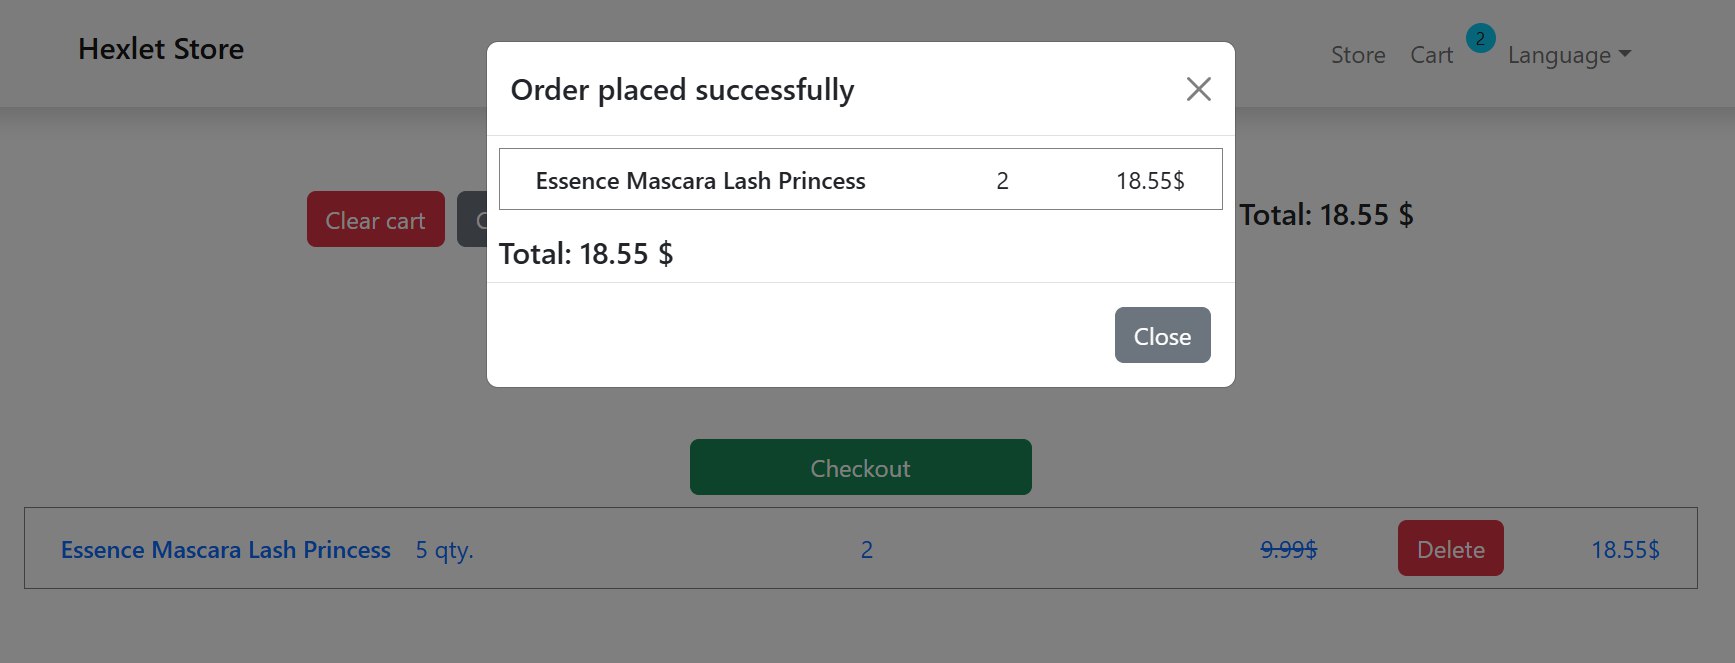 Hexlet Store
Store Cart 2 Language
Order placed successfully
Essence Mascara Lash Princess 2 18.55$
Total: 18.55 $
Close
Clear cart
Total: 18.55 $
Checkout
Essence Mascara Lash Princess 5 qty. 2 9.99$ Delete 18.55$